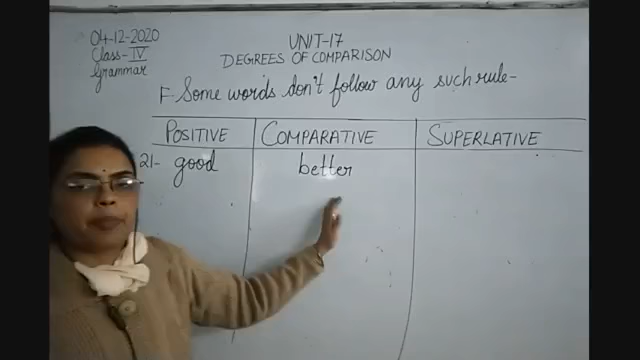 04-12-2020
Class-IV
Grammar
UNIT-17
DEGREES OF COMPARISON
F- Some words don't follow any such rule-
POSITIVE COMPARATIVE SUPERLATIVE
21- good better